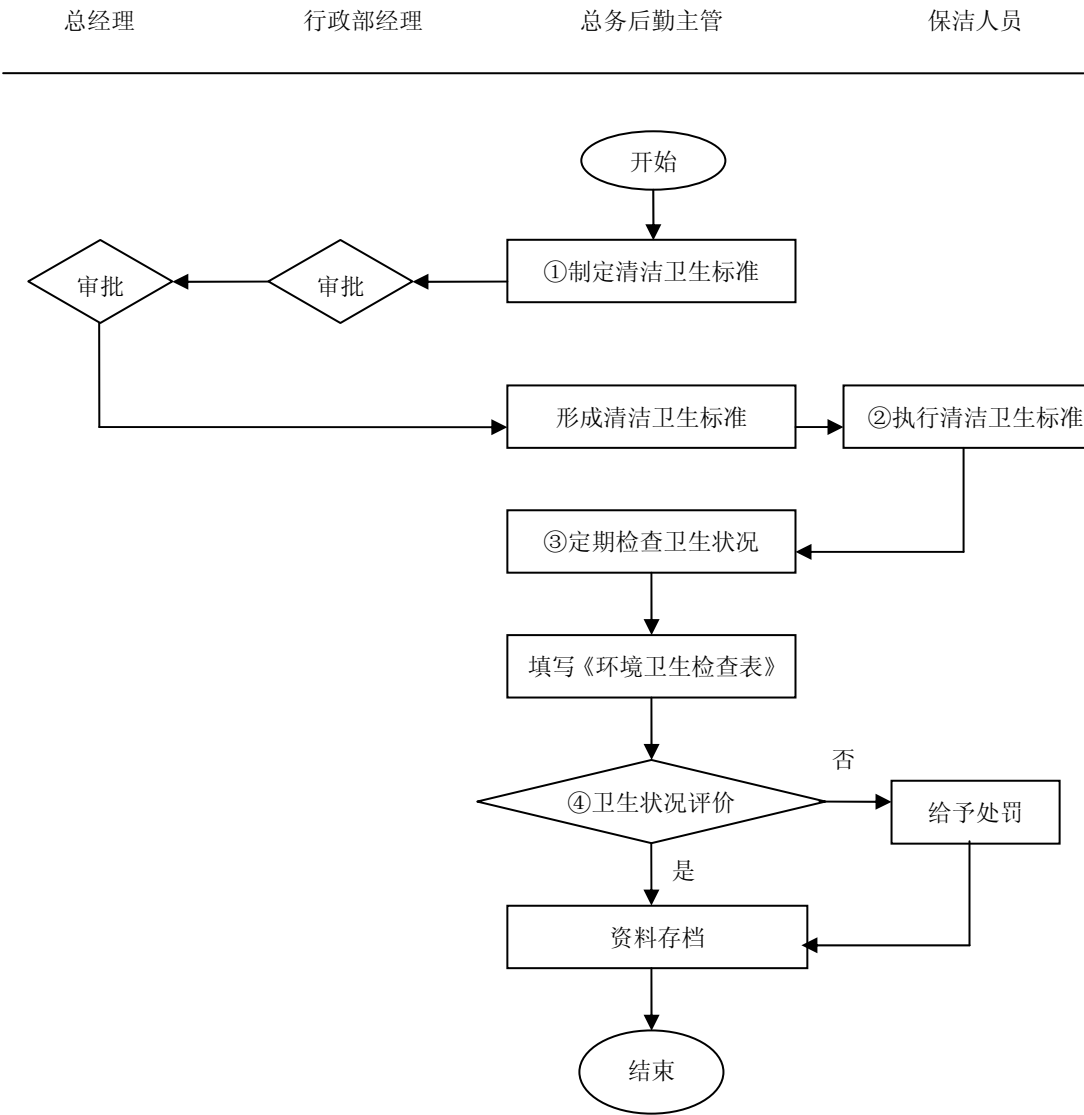 总经理 行政部经理 总务后勤主管 保洁人员
开始
审批 审批 ①制定清洁卫生标准
形成清洁卫生标准 ②执行清洁卫生标准
③定期检查卫生状况
填写《环境卫生检查表》
否
④卫生状况评价 给予处罚
是
资料存档
结束